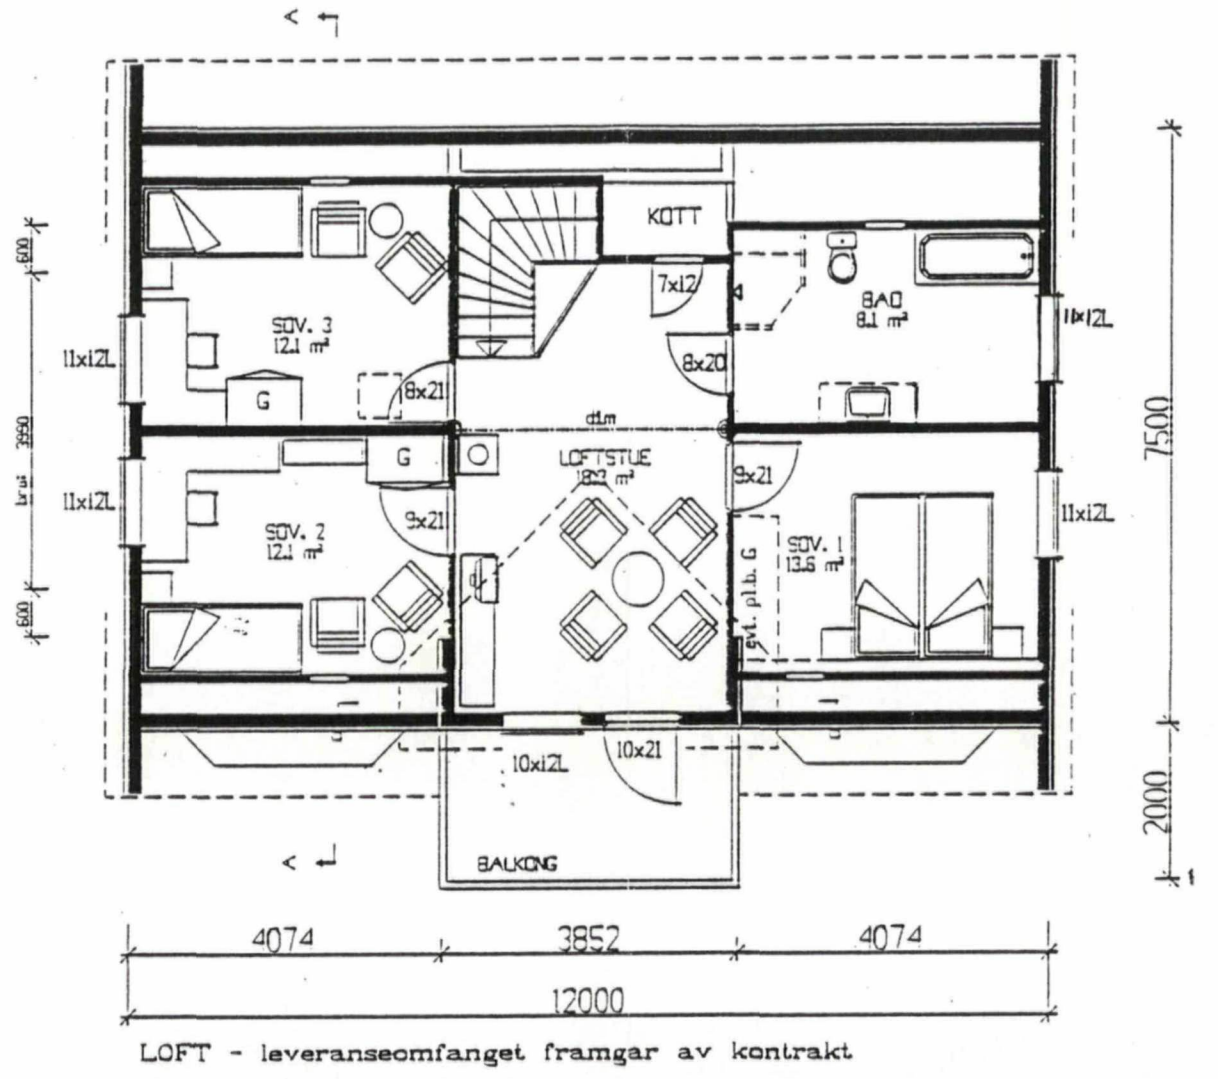 A
KOTT
600
7x12
SOV. 3
12.1 m²
BAD
8.1 m²
11x12L
11x12L
8x20
8x21
G
d1m
3990
7500
LOFTSTUE
G
9x21
11x12L
9x21
11x12L
SOV. 2
12.1 m²
SOV. 1
13.6 m²
evt. pl.b. G
600
10x12L
10x21
2000
A
BALKONG
1
4074
3852
4074
12000
LOFT - leveranseomfanget framgar av kontrakt